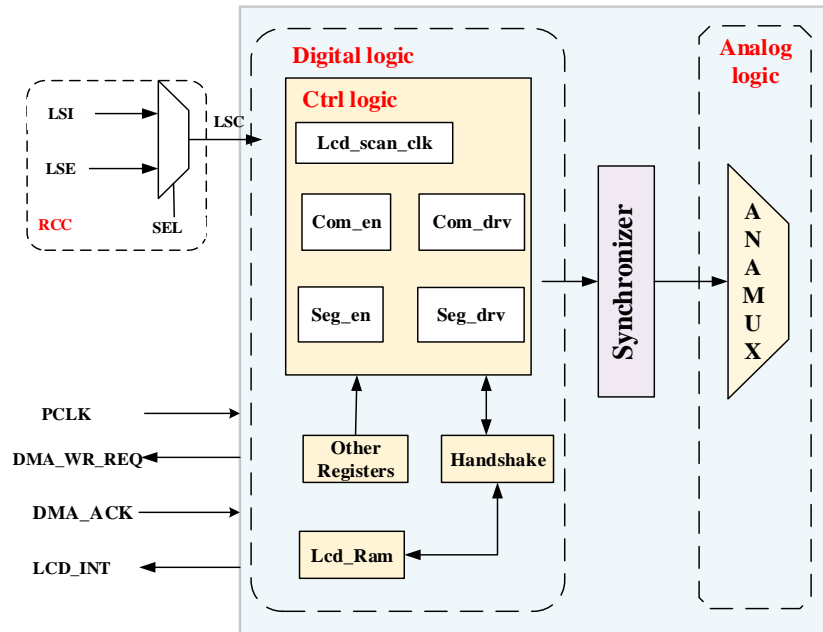 Digital logic
Analog
logic
Ctrl logic
LSI
LSC
Lcd_scan_clk
LSE
RCC
SEL
Com_en
Com_drv
ANAMUX
Synchronizer
Seg_en
Seg_drv
PCLK
Other
Registers
Handshake
DMA_WR_REQ
DMA_ACK
Lcd_Ram
LCD_INT